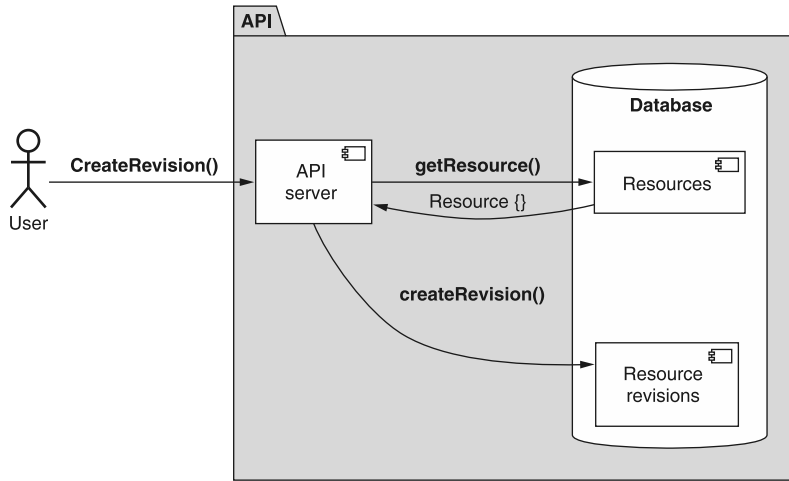 API
Database
CreateRevision()
API
server
getResource()
Resources
Resource {}
User
createRevision()
Resource
revisions